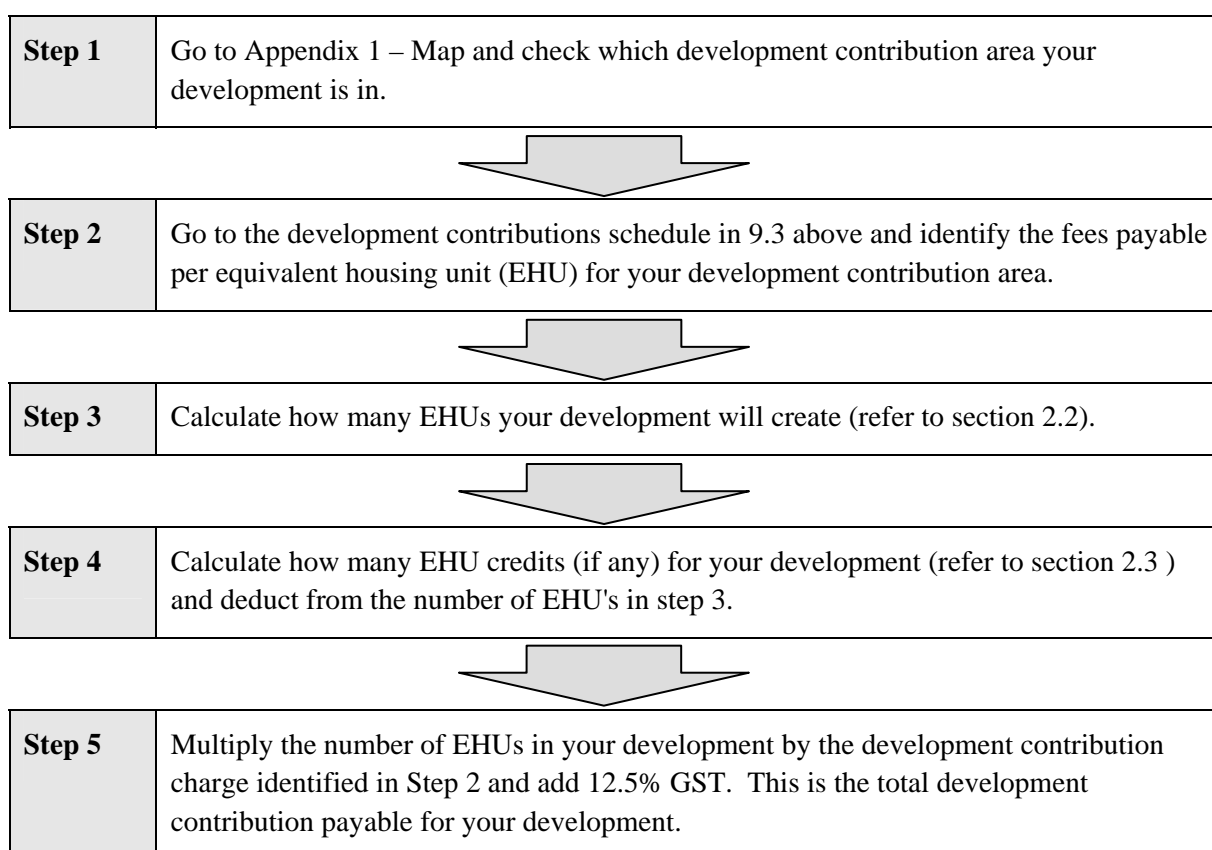 Step 1
Go to Appendix 1 – Map and check which development contribution area your
development is in.
Step 2
Go to the development contributions schedule in 9.3 above and identify the fees payable
per equivalent housing unit (EHU) for your development contribution area.
Step 3
Calculate how many EHUs your development will create (refer to section 2.2).
Step 4
Calculate how many EHU credits (if any) for your development (refer to section 2.3 )
and deduct from the number of EHU's in step 3.
Step 5
Multiply the number of EHUs in your development by the development contribution
charge identified in Step 2 and add 12.5% GST.  This is the total development
contribution payable for your development.